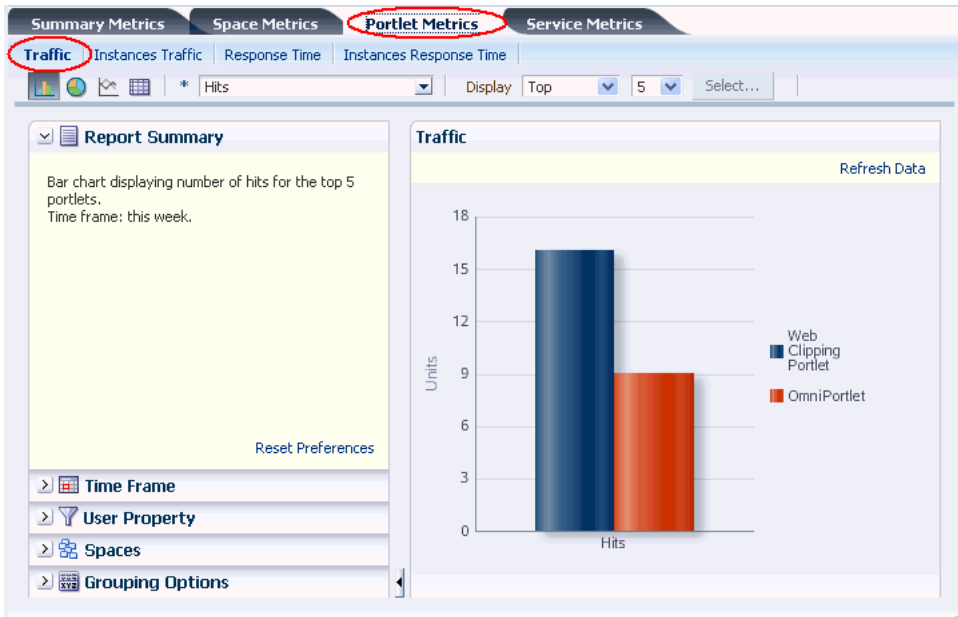 Summary Metrics
Space Metrics
Portlet Metrics
Service Metrics
Traffic
Instances Traffic
Response Time
Instances Response Time
* Hits
Display
Top
5
Select...
Report Summary
Bar chart displaying number of hits for the top 5
portlets.
Time frame: this week.
Reset Preferences
Time Frame
User Property
Spaces
Grouping Options
Traffic
Refresh Data
18
15
12
9
6
3
0
Units
Hits
Web
Clipping
Portlet
OmniPortlet